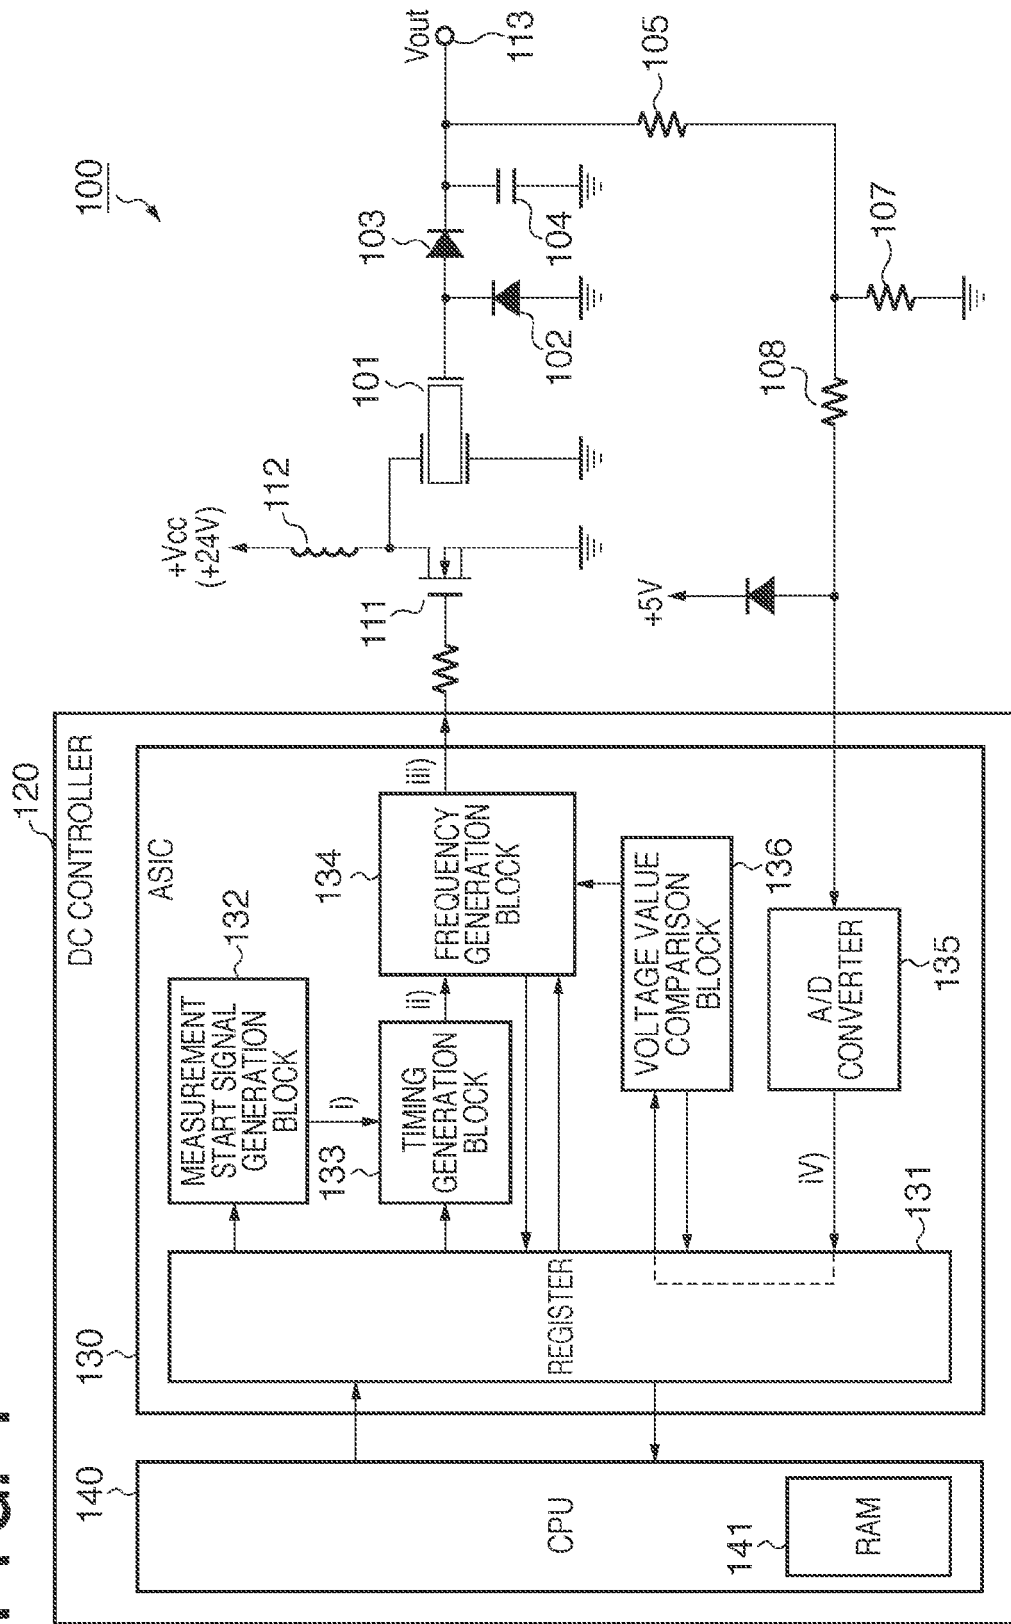 100
120
DC CONTROLLER
130
ASIC
140
CPU
141
RAM
REGISTER
131
MEASUREMENT
START SIGNAL
GENERATION
BLOCK
132
i)
133
TIMING
GENERATION
BLOCK
ii)
134
FREQUENCY
GENERATION
BLOCK
iii)
VOLTAGE VALUE
COMPARISON
BLOCK
136
A/D
CONVERTER
135
iV)
+Vcc
(+24V)
112
111
101
103
102
104
Vout
113
105
107
108
+5V